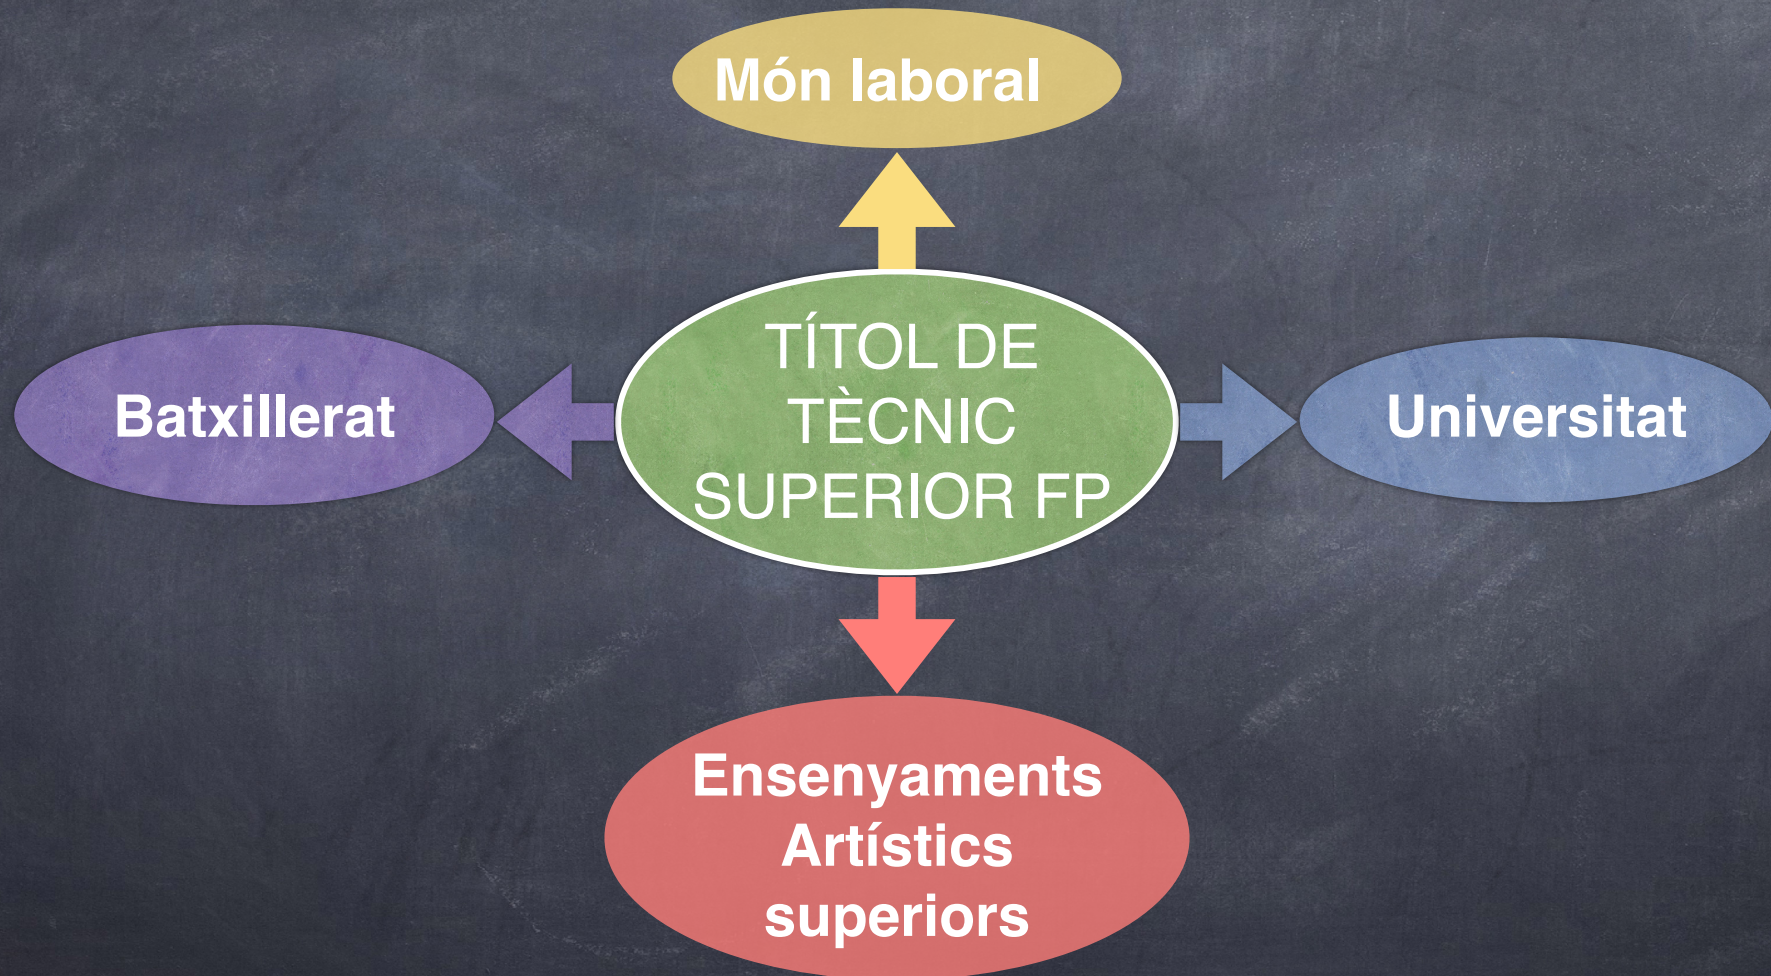 Món laboral
TÍTOL DE
TÈCNIC
SUPERIOR FP
Batxillerat
Universitat
Ensenyaments
Artístics
superiors